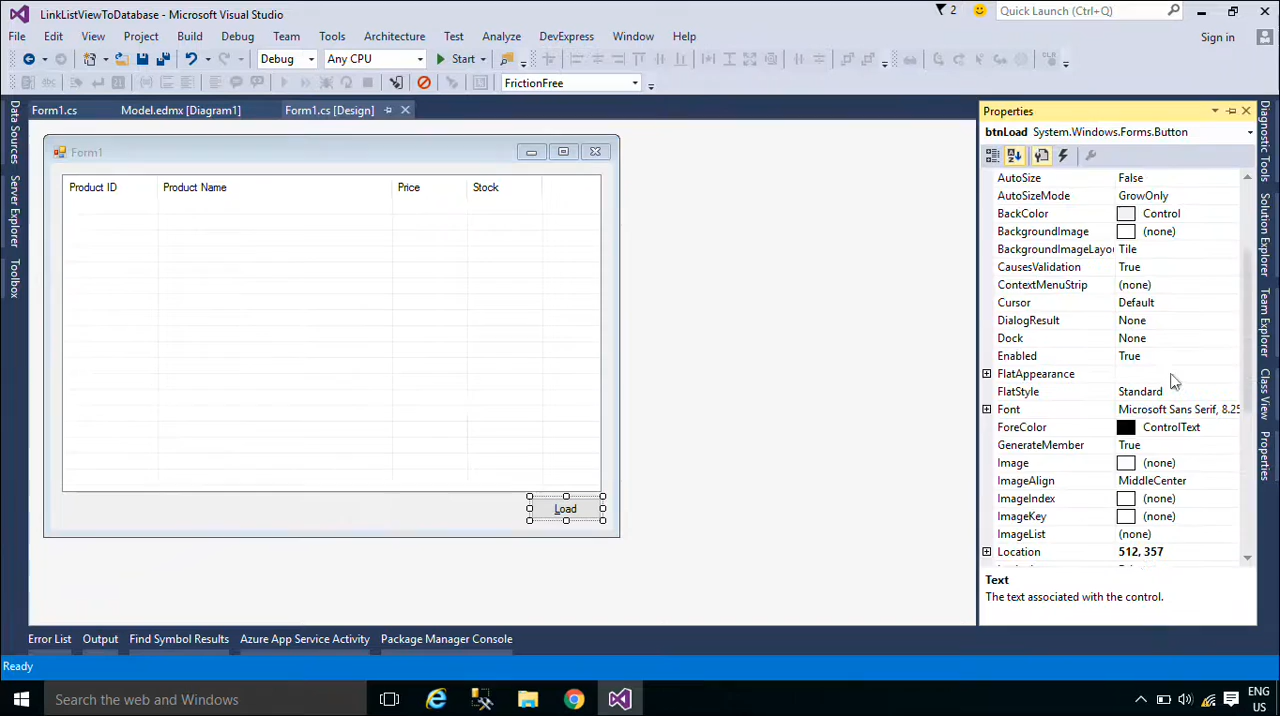 LinkListViewToDatabase - Microsoft Visual Studio
2
Quick Launch (Ctrl+Q)
File Edit View Project Build Debug Team Tools Architecture Test Analyze DevExpress Window Help
Sign in
Debug Any CPU Start
FrictionFree
Form1.cs Model.edmx [Diagram1] Form1.cs [Design]
Data Sources
Server Explorer
Toolbox
Form1
Product ID Product Name Price Stock
Load
Properties
btnLoad System.Windows.Forms.Button
AutoSize False
AutoSizeMode GrowOnly
BackColor Control
BackgroundImage (none)
BackgroundImageLayou Tile
CausesValidation True
ContextMenuStrip (none)
Cursor Default
DialogResult None
Dock None
Enabled True
FlatAppearance
FlatStyle Standard
Font Microsoft Sans Serif, 8.25
ForeColor ControlText
GenerateMember True
Image (none)
ImageAlign MiddleCenter
ImageIndex (none)
ImageKey (none)
ImageList (none)
Location 512, 357
Text
The text associated with the control.
Diagnostic Tools
Solution Explorer
Team Explorer
Class View
Properties
Error List Output Find Symbol Results Azure App Service Activity Package Manager Console
Ready
Search the web and Windows
ENG
US